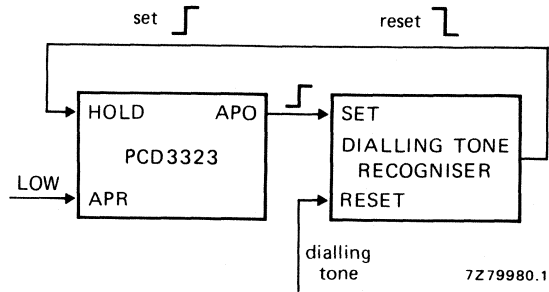 set
reset
HOLD
APO
PCD3323
LOW
APR
SET
DIALLING TONE
RECOGNISER
RESET
dialling
tone
7Z79980.1